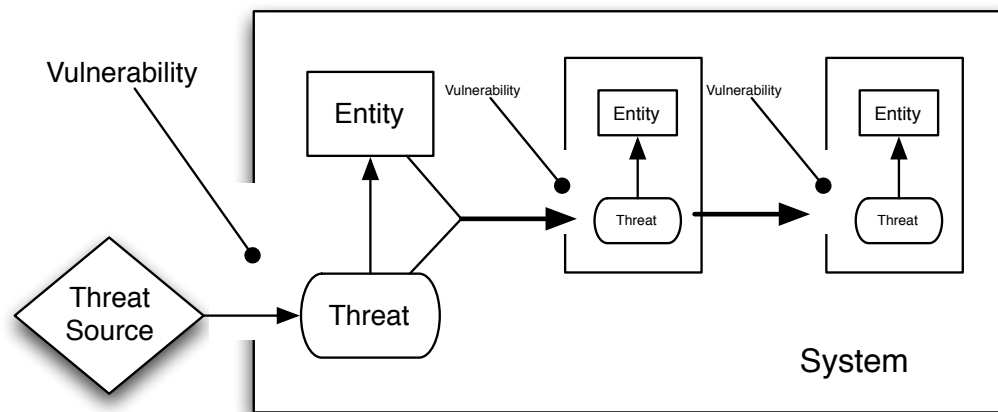 Vulnerability
Entity
Vulnerability
Entity
Vulnerability
Entity
Threat
Source
Threat
Threat
Threat
System